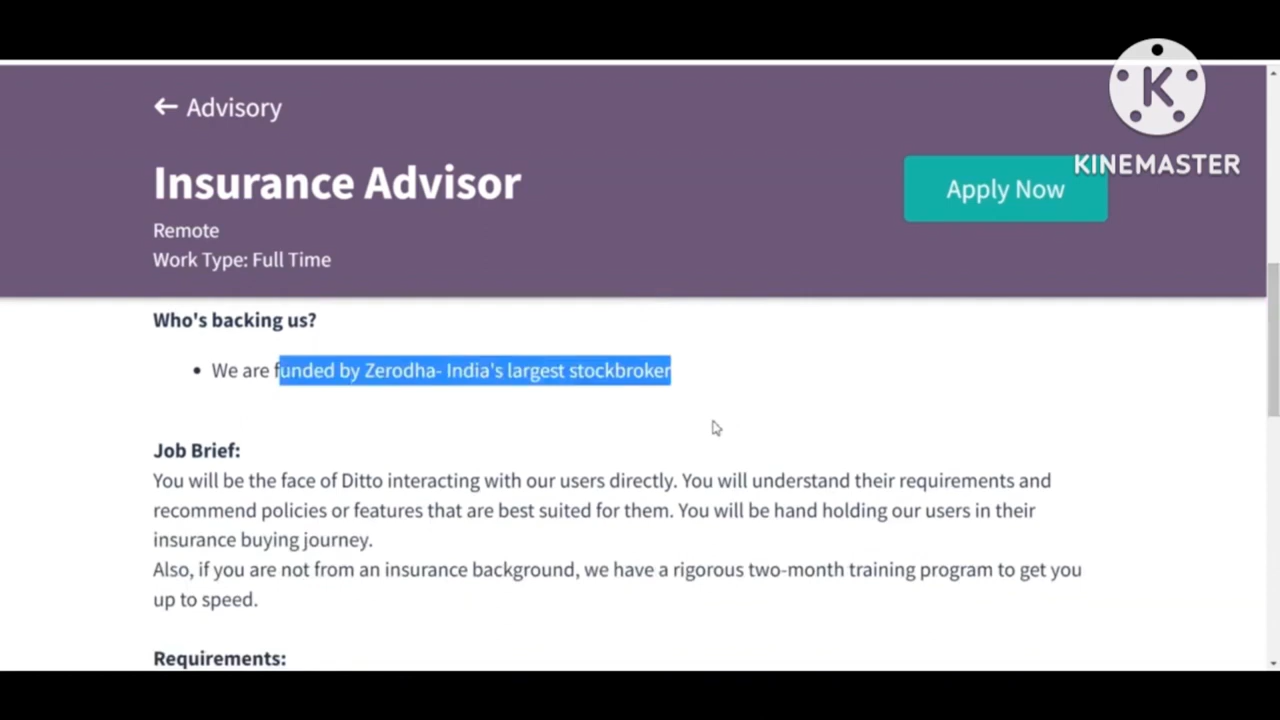 ← Advisory
Insurance Advisor
Remote
Work Type: Full Time
Apply Now
K
KINEMASTER
Who's backing us?
• We are funded by Zerodha- India's largest stockbroker
Job Brief:
You will be the face of Ditto interacting with our users directly. You will understand their requirements and
recommend policies or features that are best suited for them. You will be hand holding our users in their
insurance buying journey.
Also, if you are not from an insurance background, we have a rigorous two-month training program to get you
up to speed.
Requirements: